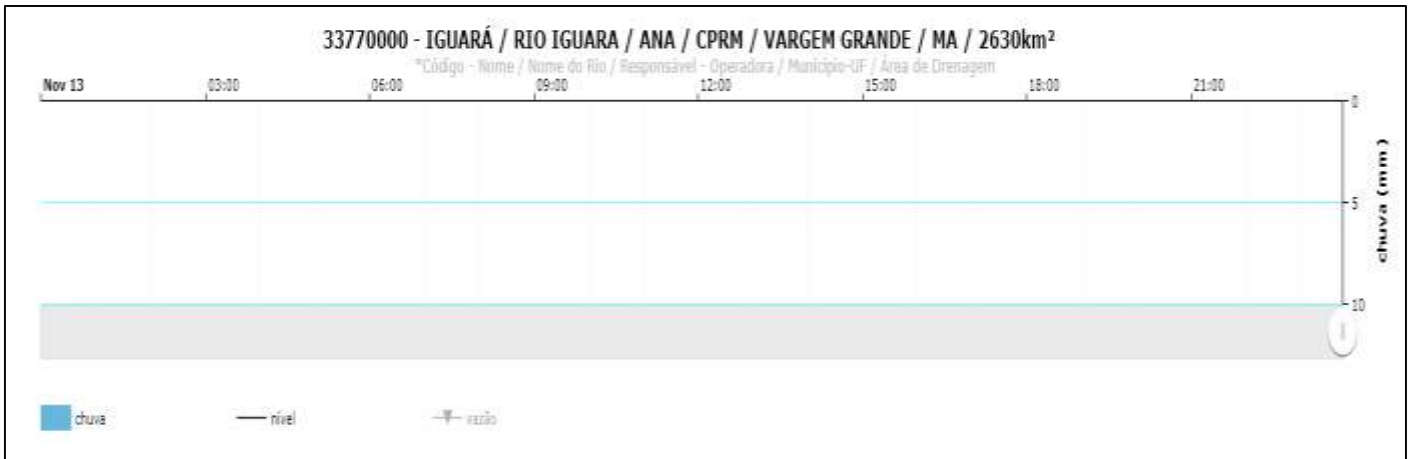 33770000 - IGUARÁ / RIO IGUARA / ANA / CPRM / VARGEM GRANDE / MA / 2630km²
*Código - Nome / Nome do Rio / Responsável - Operadora / Município-UF / Área de Drenagem
Nov 13 03:00 06:00 09:00 12:00 15:00 18:00 21:00
0
5
10
chuva (mm)
chuva nível vazão